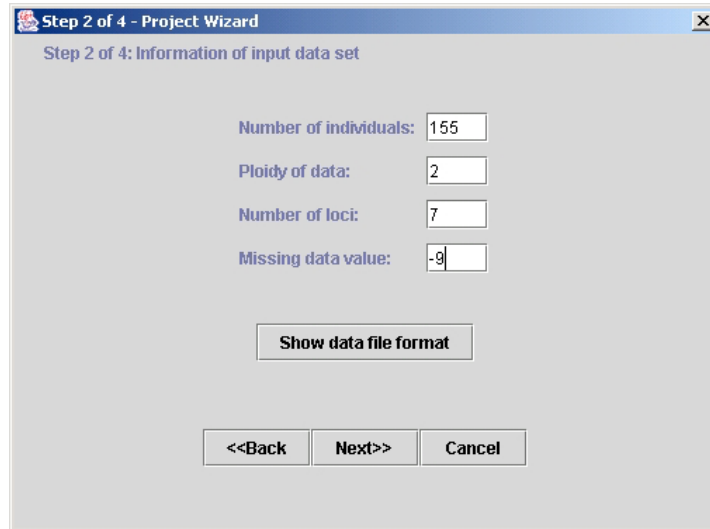 Step 2 of 4 - Project Wizard
Step 2 of 4: Information of input data set
Number of individuals: 155
Ploidy of data: 2
Number of loci: 7
Missing data value: -9
Show data file format
<<Back Next>> Cancel